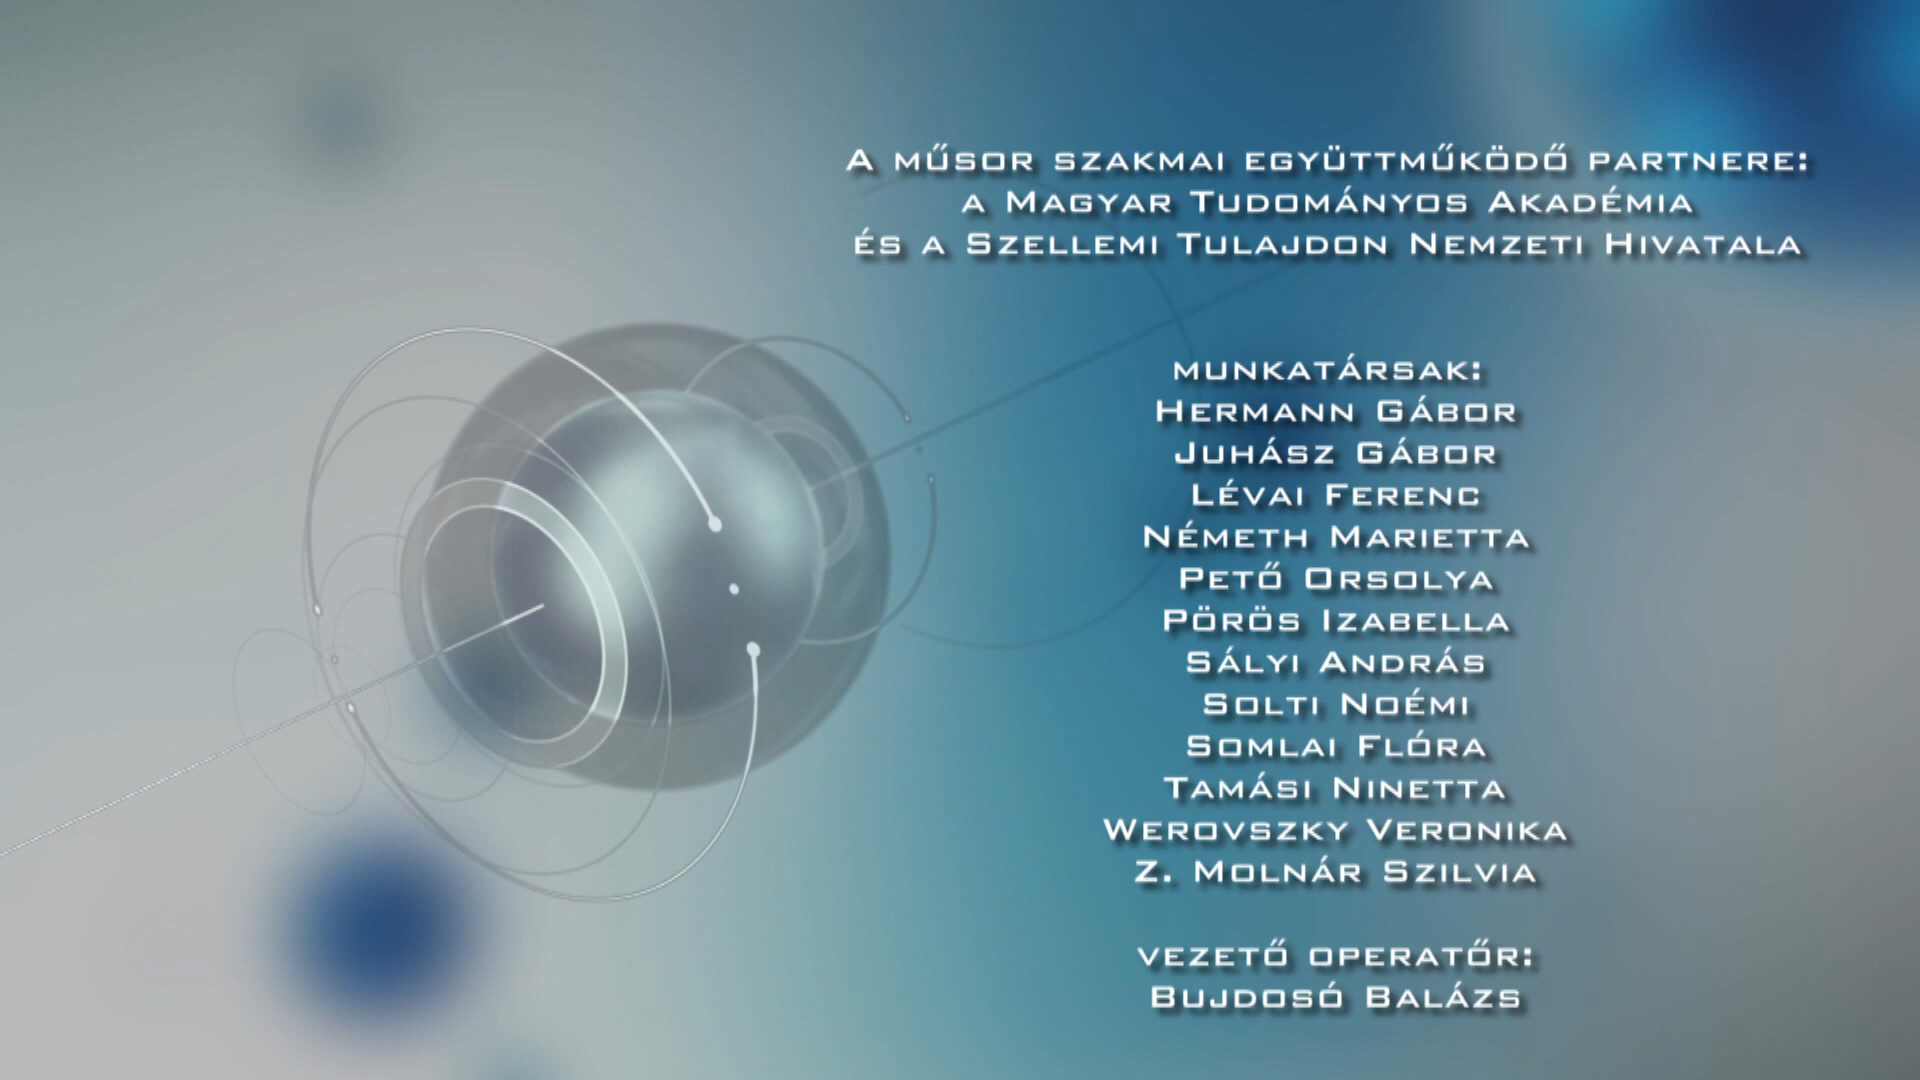 A műsor szakmai együttműködő partnere:
a Magyar Tudományos Akadémia
és a Szellemi Tulajdon Nemzeti Hivatala
munkatársak:
Hermann Gábor
Juhász Gábor
Lévai Ferenc
Németh Marietta
Pető Orsolya
Pörös Izabella
Sályi András
Solti Noémi
Somlai Flóra
Tamási Ninetta
Werovszky Veronika
Z. Molnár Szilvia
vezető operatőr:
Bujdosó Balázs